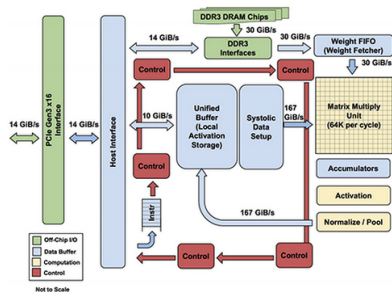 DDR3 DRAM Chips
30 GiB/s
14 GiB/s
DDR3
Interfaces
30 GiB/s
Weight FIFO
(Weight Fetcher)
30 GiB/s
Control
Control
PCIe Gen3 x16
Interface
14 GiB/s
14 GiB/s
Host Interface
10 GiB/s
Unified
Buffer
(Local
Activation
Storage)
Systolic
Data
Setup
167
GiB/s
Matrix Multiply
Unit
(64K per cycle)
Control
Accumulators
Instr
Activation
167 GiB/s
Normalize / Pool
Off-Chip I/O
Data Buffer
Computation
Control
Control
Control
Not to Scale